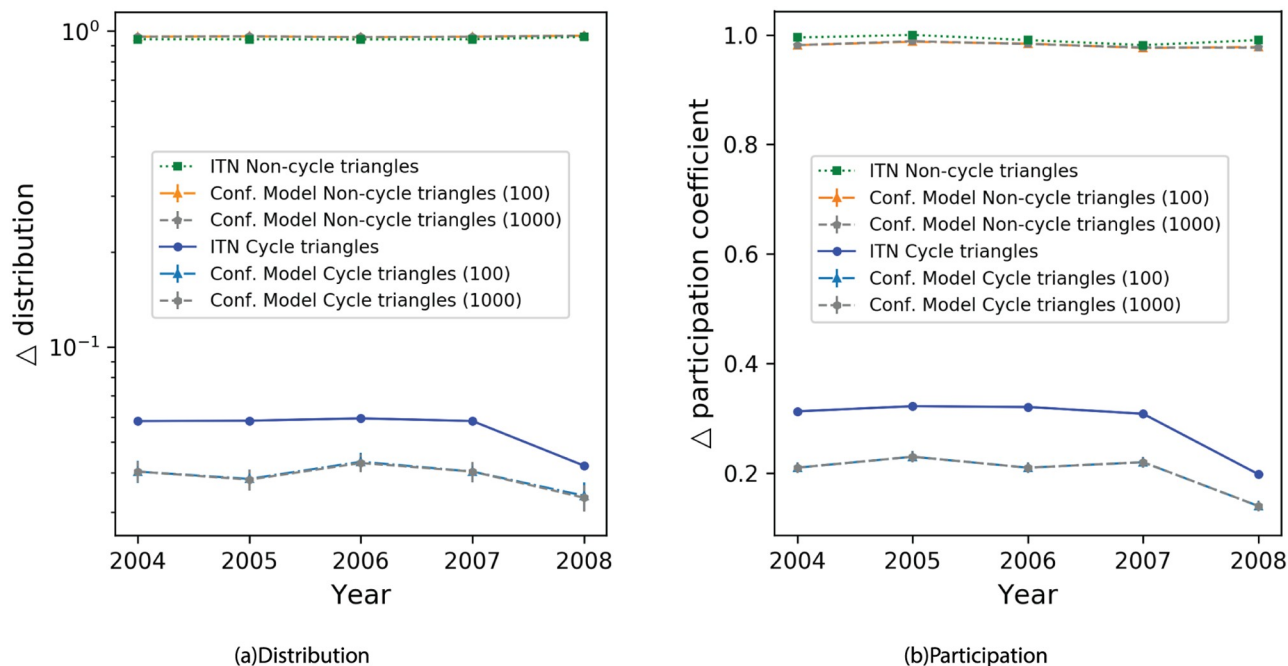 10⁰
10⁻¹
△ distribution
ITN Non-cycle triangles
Conf. Model Non-cycle triangles (100)
Conf. Model Non-cycle triangles (1000)
ITN Cycle triangles
Conf. Model Cycle triangles (100)
Conf. Model Cycle triangles (1000)
2004 2005 2006 2007 2008
Year
(a)Distribution
1.0
0.8
0.6
0.4
0.2
△ participation coefficient
ITN Non-cycle triangles
Conf. Model Non-cycle triangles (100)
Conf. Model Non-cycle triangles (1000)
ITN Cycle triangles
Conf. Model Cycle triangles (100)
Conf. Model Cycle triangles (1000)
2004 2005 2006 2007 2008
Year
(b)Participation